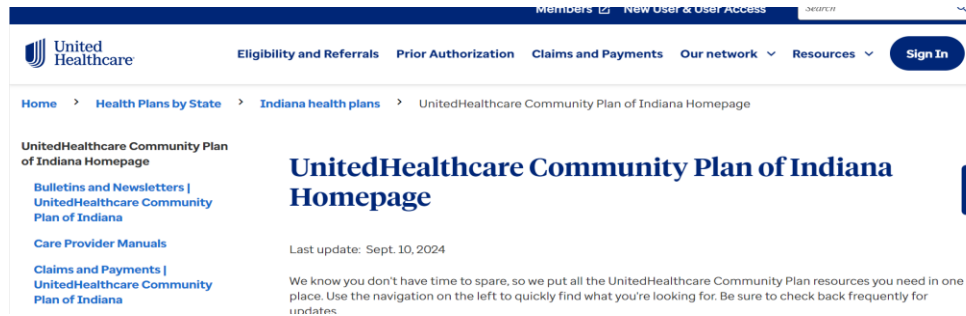 Members New User & User Access Search
United
Healthcare
Eligibility and Referrals Prior Authorization Claims and Payments Our network Resources Sign In
Home > Health Plans by State > Indiana health plans > UnitedHealthcare Community Plan of Indiana Homepage
UnitedHealthcare Community Plan
of Indiana Homepage
Bulletins and Newsletters |
UnitedHealthcare Community
Plan of Indiana
Care Provider Manuals
Claims and Payments |
UnitedHealthcare Community
Plan of Indiana
UnitedHealthcare Community Plan of Indiana
Homepage
Last update: Sept. 10, 2024
We know you don't have time to spare, so we put all the UnitedHealthcare Community Plan resources you need in one
place. Use the navigation on the left to quickly find what you're looking for. Be sure to check back frequently for
updates.